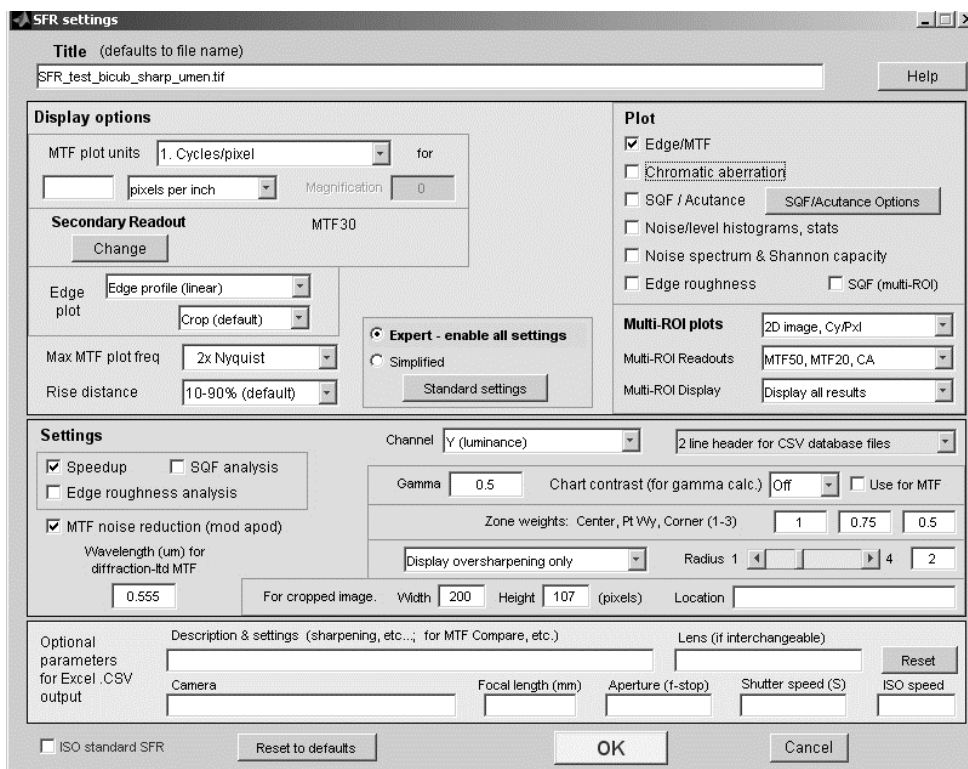 SFR settings
Title (defaults to file name)
SFR_test_bicub_sharp_umen.tif
Help
Display options
MTF plot units 1. Cycles/pixel for
pixels per inch Magnification 0
Secondary Readout MTF30
Change
Edge plot Edge profile (linear)
Crop (default)
Max MTF plot freq 2x Nyquist
Rise distance 10-90% (default)
Expert - enable all settings
Simplified
Standard settings
Plot
Edge/MTF
Chromatic aberration
SQF / Acutance SQF/Acutance Options
Noise/level histograms, stats
Noise spectrum & Shannon capacity
Edge roughness SQF (multi-ROI)
Multi-ROI plots 2D image, Cy/Pxl
Multi-ROI Readouts MTF50, MTF20, CA
Multi-ROI Display Display all results
Settings
Channel Y (luminance) 2 line header for CSV database files
Speedup SQF analysis
Edge roughness analysis
MTF noise reduction (mod apod)
Wavelength (um) for
diffraction-ltd MTF
0.555
Gamma 0.5 Chart contrast (for gamma calc.) Off Use for MTF
Zone weights: Center, Pt Wy, Corner (1-3) 1 0.75 0.5
Display oversharpening only Radius 1 4 2
For cropped image. Width 200 Height 107 (pixels) Location
Optional
parameters
for Excel .CSV
output
Description & settings (sharpening, etc...; for MTF Compare, etc.) Lens (if interchangeable)
Reset
Camera Focal length (mm) Aperture (f-stop) Shutter speed (S) ISO speed
ISO standard SFR Reset to defaults OK Cancel